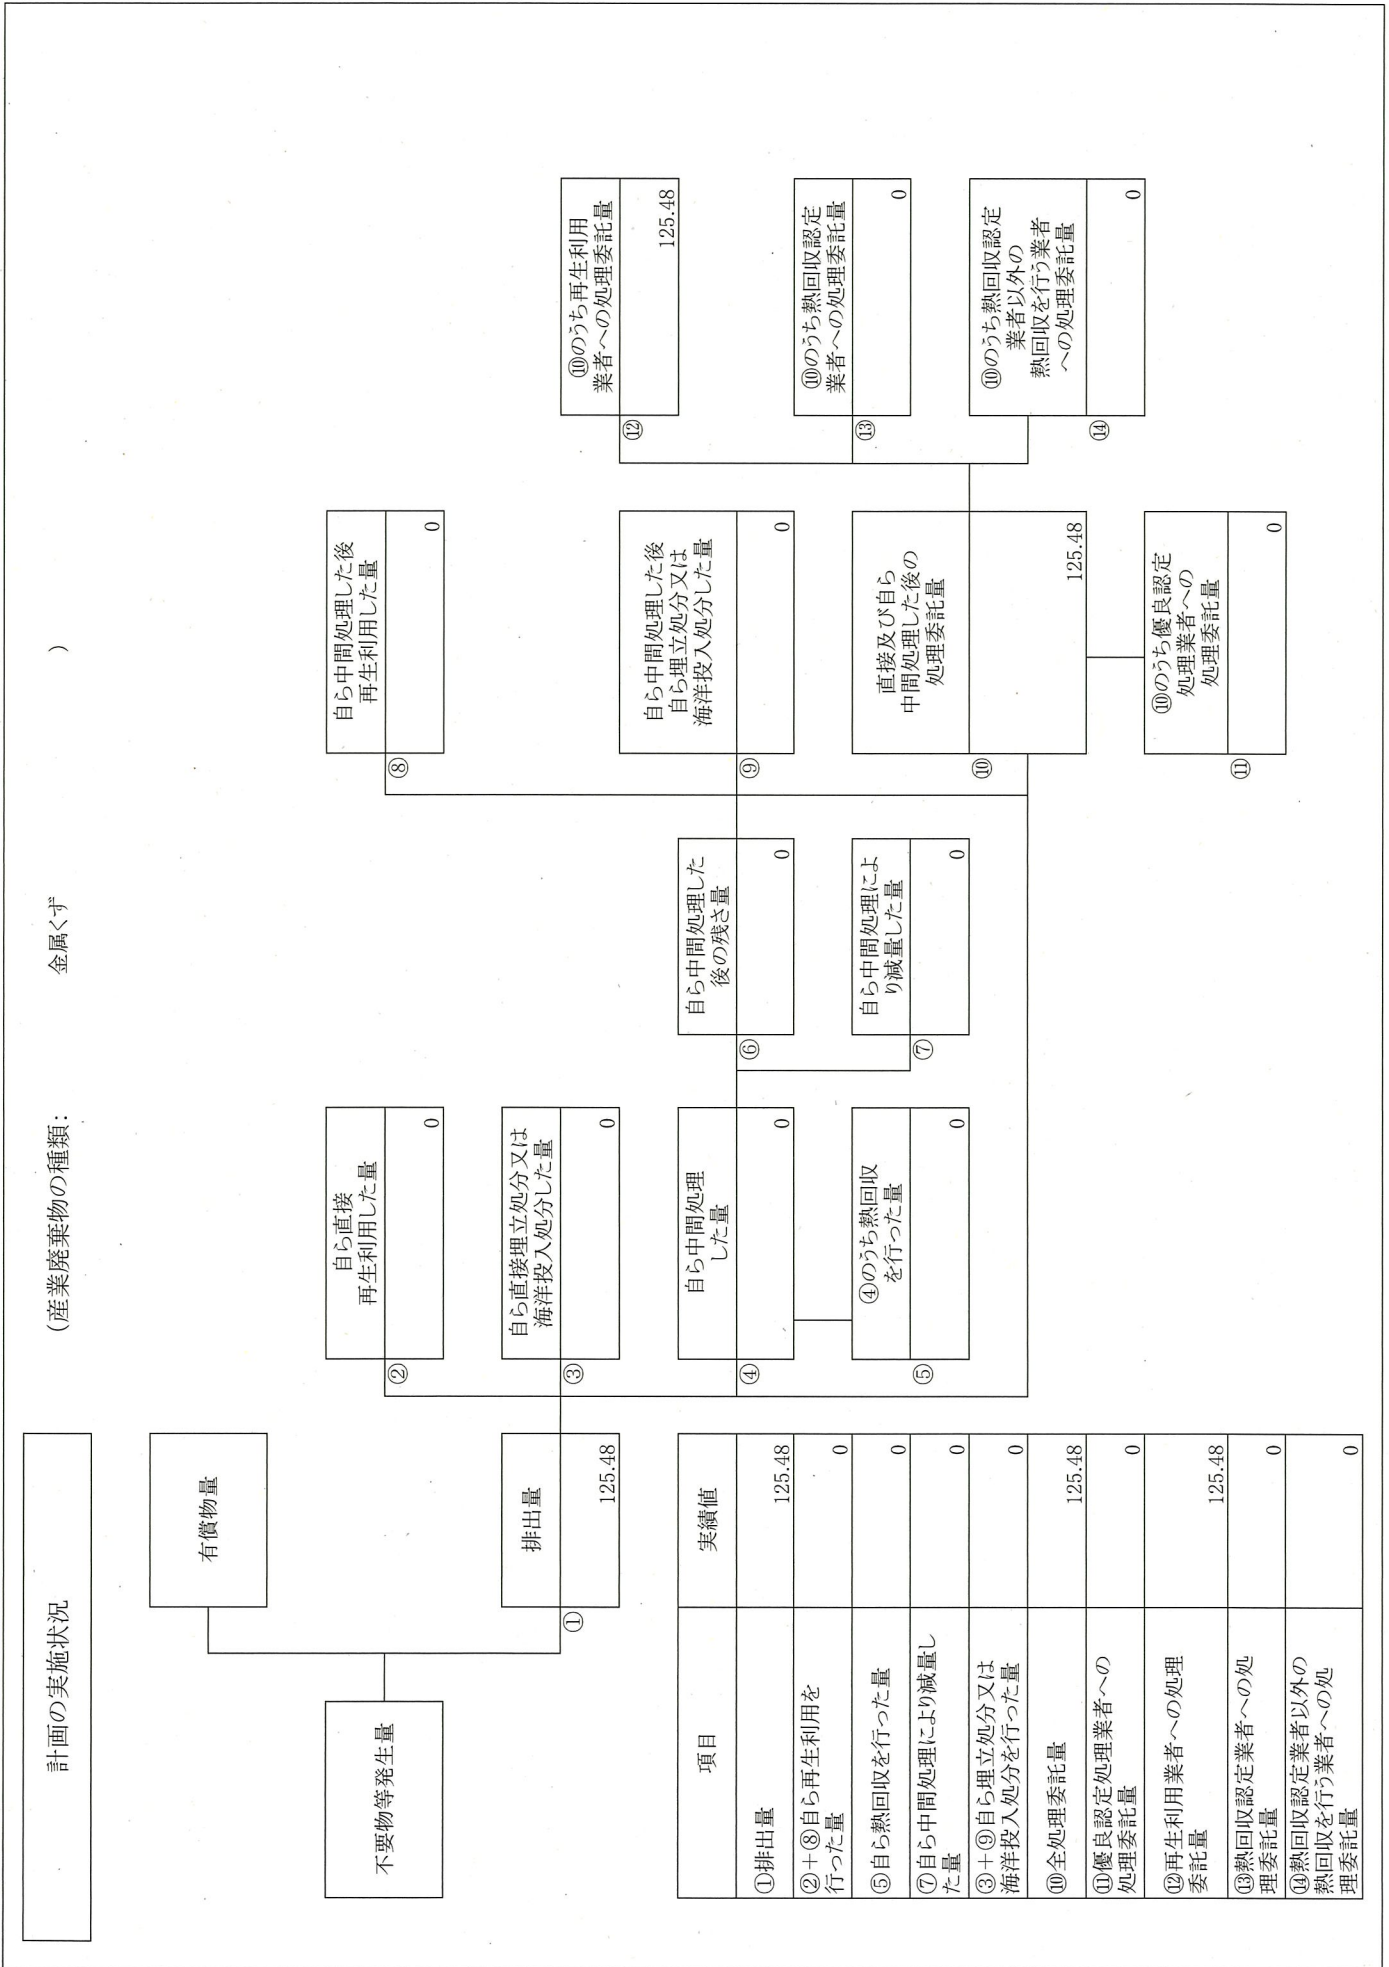 計画の実施状況
(産業廃棄物の種類: 金属くず )
不要物等発生量
有償物量
排出量
①
125.48
自ら直接
再生利用した量
②
0
自ら直接埋立処分又は
海洋投入処分した量
③
0
自ら中間処理
した量
④
0
④のうち熱回収
を行った量
⑤
0
自ら中間処理した
後の残さ量
⑥
0
自ら中間処理によ
り減量した量
⑦
0
自ら中間処理した後
再生利用した量
⑧
0
自ら中間処理した後
自ら埋立処分又は
海洋投入処分した量
⑨
0
直接及び自ら
中間処理した後の
処理委託量
⑩
125.48
⑩のうち優良認定
処理業者への
処理委託量
⑪
0
⑩のうち再生利用
業者への処理委託量
⑫
125.48
⑩のうち熱回収認定
業者への処理委託量
⑬
0
⑩のうち熱回収認定
業者以外の
熱回収を行う業者
への処理委託量
⑭
0
項目 実績値
①排出量 125.48
②+⑧自ら再生利用を
行った量 0
⑤自ら熱回収を行った量 0
⑦自ら中間処理により減量し
た量 0
③+⑨自ら埋立処分又は
海洋投入処分を行った量 0
⑩全処理委託量 125.48
⑪優良認定処理業者への
処理委託量 0
⑫再生利用業者への処理
委託量 125.48
⑬熱回収認定業者への処
理委託量 0
⑭熱回収認定業者以外の
熱回収を行う業者への処
理委託量 0